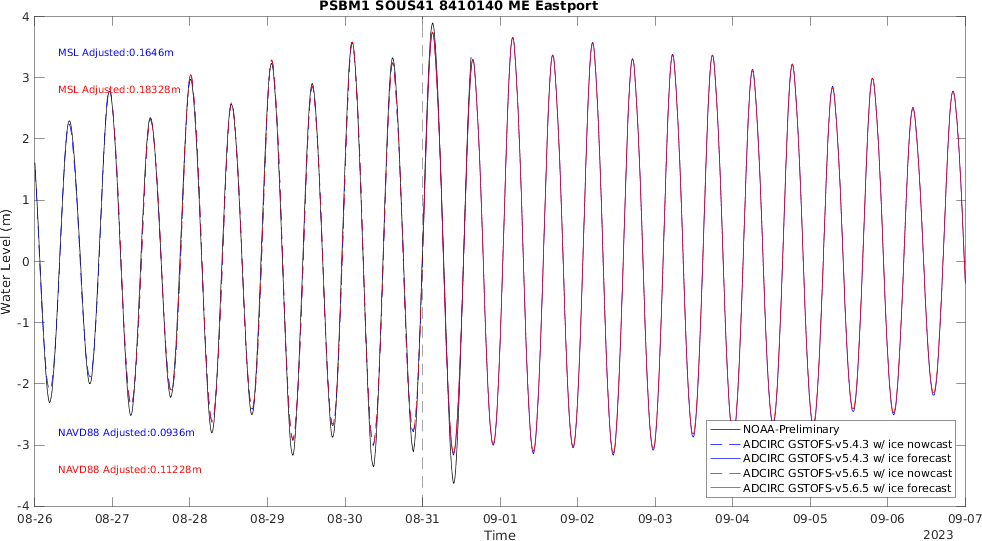 PSBM1 SOUS41 8410140 ME Eastport
4
3
2
1
0
-1
-2
-3
-4
Water Level (m)
MSL Adjusted:0.1646m
MSL Adjusted:0.18328m
NAVD88 Adjusted:0.0936m
NAVD88 Adjusted:0.11228m
NOAA-Preliminary
ADCIRC GSTOFS-v5.4.3 w/ ice nowcast
ADCIRC GSTOFS-v5.4.3 w/ ice forecast
ADCIRC GSTOFS-v5.6.5 w/ ice nowcast
ADCIRC GSTOFS-v5.6.5 w/ ice forecast
08-26 08-27 08-28 08-29 08-30 08-31 09-01 09-02 09-03 09-04 09-05 09-06 09-07
Time
2023